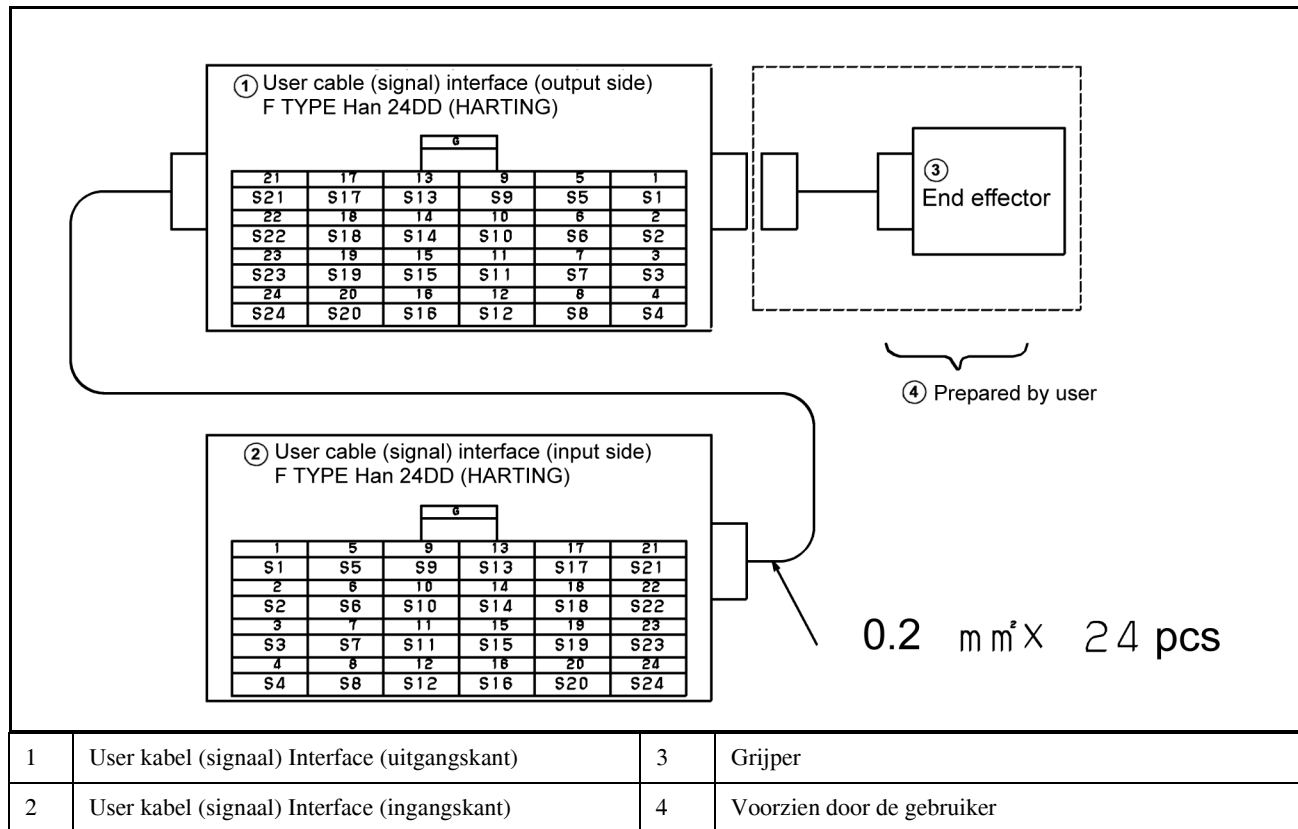 ① User cable (signal) interface (output side)
F TYPE Han 24DD (HARTING)
G
21 17 13 9 5 1
S21 S17 S13 S9 S5 S1
22 18 14 10 6 2
S22 S18 S14 S10 S6 S2
23 19 15 11 7 3
S23 S19 S15 S11 S7 S3
24 20 16 12 8 4
S24 S20 S16 S12 S8 S4
③
End effector
④ Prepared by user
② User cable (signal) interface (input side)
F TYPE Han 24DD (HARTING)
G
1 5 9 13 17 21
S1 S5 S9 S13 S17 S21
2 6 10 14 18 22
S2 S6 S10 S14 S18 S22
3 7 11 15 19 23
S3 S7 S11 S15 S19 S23
4 8 12 16 20 24
S4 S8 S12 S16 S20 S24
0.2 mm² X 24 pcs
1 User kabel (signaal) Interface (uitgangskant) 3 Grijper
2 User kabel (signaal) Interface (ingangskant) 4 Voorzien door de gebruiker